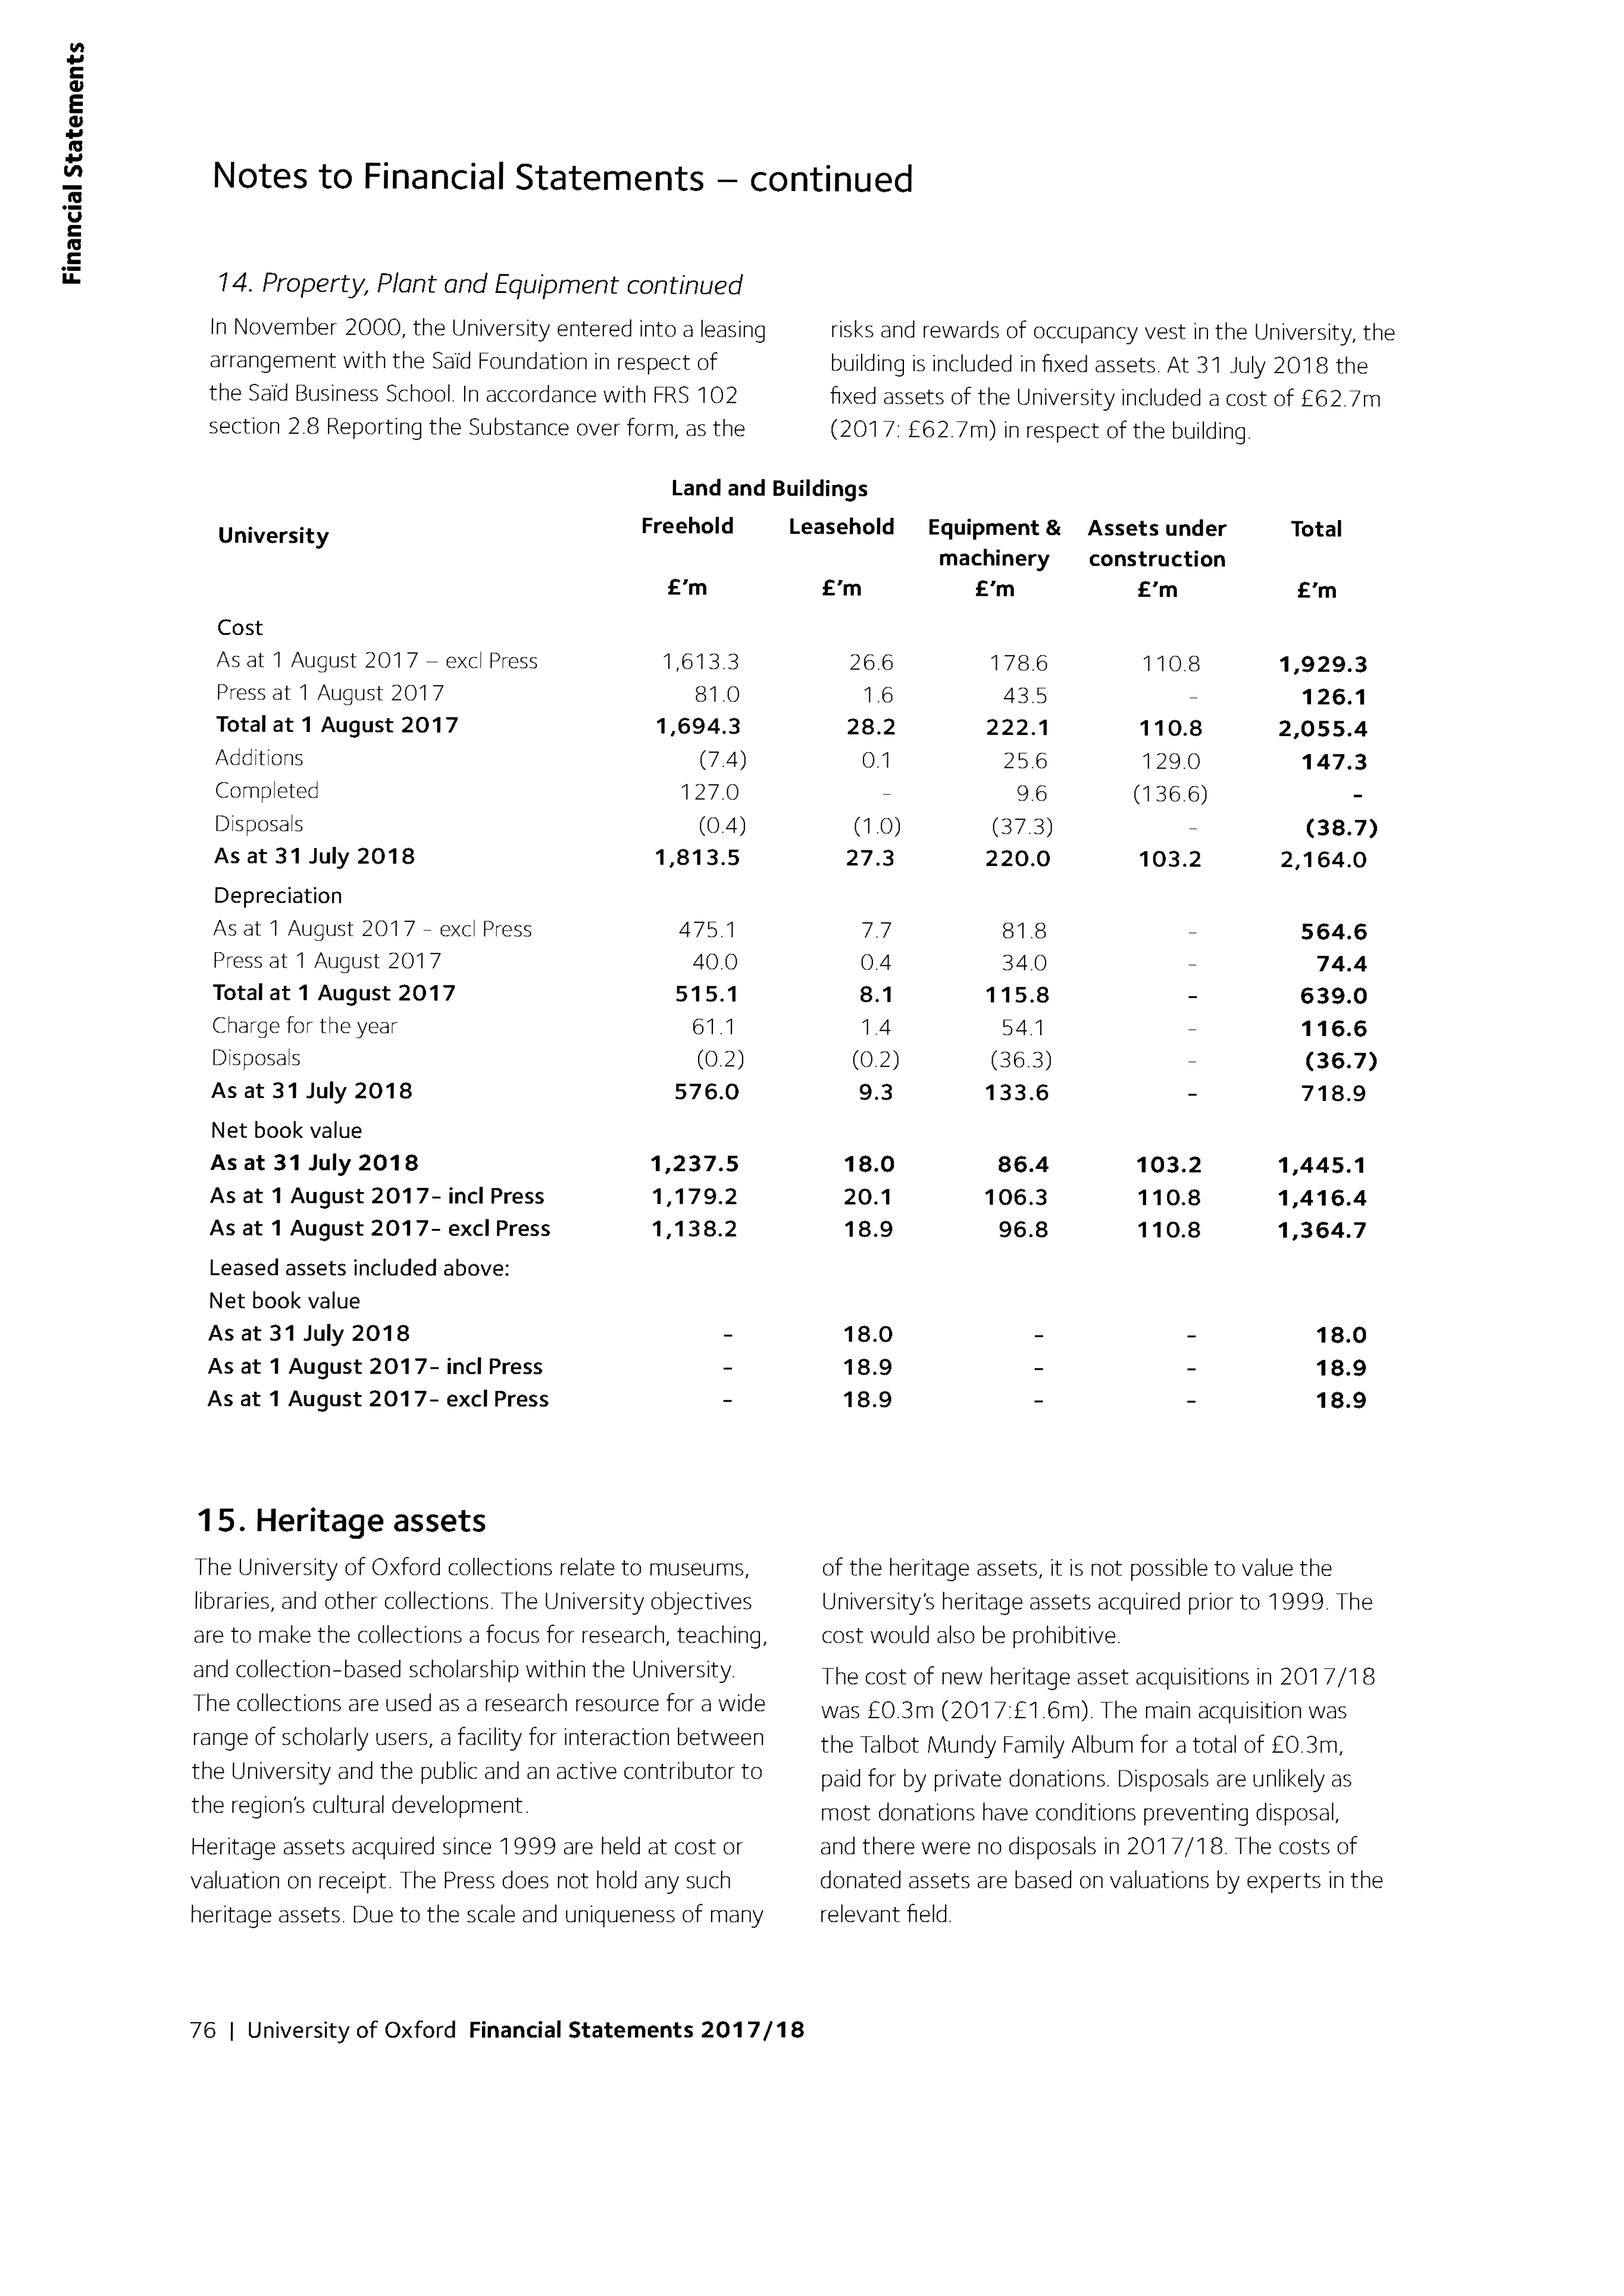 Financial Statements
Notes to Financial Statements – continued
14. Property, Plant and Equipment continued
In November 2000, the University entered into a leasing
arrangement with the Saïd Foundation in respect of
the Saïd Business School. In accordance with FRS 102
section 2.8 Reporting the Substance over form, as the
risks and rewards of occupancy vest in the University, the
building is included in fixed assets. At 31 July 2018 the
fixed assets of the University included a cost of £62.7m
(2017: £62.7m) in respect of the building.
Land and Buildings
University Freehold Leasehold Equipment & Assets under Total
machinery construction
£'m £'m £'m £'m £'m
Cost
As at 1 August 2017 – excl Press 1,613.3 26.6 178.6 110.8 1,929.3
Press at 1 August 2017 81.0 1.6 43.5 - 126.1
Total at 1 August 2017 1,694.3 28.2 222.1 110.8 2,055.4
Additions (7.4) 0.1 25.6 129.0 147.3
Completed 127.0 - 9.6 (136.6) -
Disposals (0.4) (1.0) (37.3) - (38.7)
As at 31 July 2018 1,813.5 27.3 220.0 103.2 2,164.0
Depreciation
As at 1 August 2017 - excl Press 475.1 7.7 81.8 - 564.6
Press at 1 August 2017 40.0 0.4 34.0 - 74.4
Total at 1 August 2017 515.1 8.1 115.8 - 639.0
Charge for the year 61.1 1.4 54.1 - 116.6
Disposals (0.2) (0.2) (36.3) - (36.7)
As at 31 July 2018 576.0 9.3 133.6 - 718.9
Net book value
As at 31 July 2018 1,237.5 18.0 86.4 103.2 1,445.1
As at 1 August 2017- incl Press 1,179.2 20.1 106.3 110.8 1,416.4
As at 1 August 2017- excl Press 1,138.2 18.9 96.8 110.8 1,364.7
Leased assets included above:
Net book value
As at 31 July 2018 - 18.0 - - 18.0
As at 1 August 2017- incl Press - 18.9 - - 18.9
As at 1 August 2017- excl Press - 18.9 - - 18.9
15. Heritage assets
The University of Oxford collections relate to museums,
libraries, and other collections. The University objectives
are to make the collections a focus for research, teaching,
and collection-based scholarship within the University.
The collections are used as a research resource for a wide
range of scholarly users, a facility for interaction between
the University and the public and an active contributor to
the region's cultural development.
Heritage assets acquired since 1999 are held at cost or
valuation on receipt. The Press does not hold any such
heritage assets. Due to the scale and uniqueness of many
of the heritage assets, it is not possible to value the
University's heritage assets acquired prior to 1999. The
cost would also be prohibitive.
The cost of new heritage asset acquisitions in 2017/18
was £0.3m (2017:£1.6m). The main acquisition was
the Talbot Mundy Family Album for a total of £0.3m,
paid for by private donations. Disposals are unlikely as
most donations have conditions preventing disposal,
and there were no disposals in 2017/18. The costs of
donated assets are based on valuations by experts in the
relevant field.
76 | University of Oxford Financial Statements 2017/18